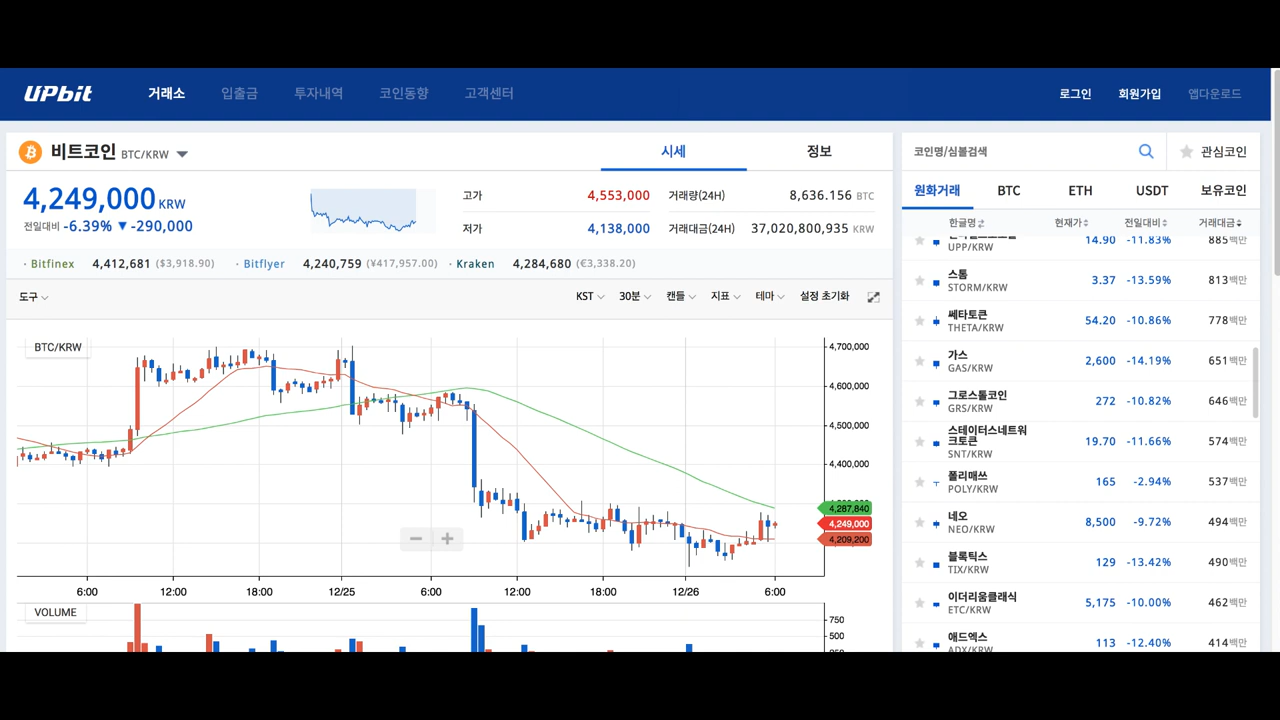 UPbit 거래소 입출금 투자내역 코인동향 고객센터 로그인 회원가입 앱다운로드
비트코인 BTC/KRW 시세 정보
4,249,000 KRW
전일대비 -6.39% ▼ -290,000
고가 4,553,000 거래량(24H) 8,636.156 BTC
저가 4,138,000 거래대금(24H) 37,020,800,935 KRW
· Bitfinex 4,412,681 ($3,918.90) · Bitflyer 4,240,759 (¥417,957.00) · Kraken 4,284,680 (€3,338.20)
도구 KST 30분 캔들 지표 테마 설정 초기화
BTC/KRW
4,700,000
4,600,000
4,500,000
4,400,000
4,287,840
4,249,000
4,209,200
6:00 12:00 18:00 12/25 6:00 12:00 18:00 12/26 6:00
VOLUME
750
500
250
코인명/심볼검색 관심코인
원화거래 BTC ETH USDT 보유코인
한글명 현재가 전일대비 거래대금
UPP/KRW 14.90 -11.83% 885백만
스톰
STORM/KRW 3.37 -13.59% 813백만
쎄타토큰
THETA/KRW 54.20 -10.86% 778백만
가스
GAS/KRW 2,600 -14.19% 651백만
그로스톨코인
GRS/KRW 272 -10.82% 646백만
스테이터스네트워
크토큰
SNT/KRW 19.70 -11.66% 574백만
폴리매쓰
POLY/KRW 165 -2.94% 537백만
네오
NEO/KRW 8,500 -9.72% 494백만
블록틱스
TIX/KRW 129 -13.42% 490백만
이더리움클래식
ETC/KRW 5,175 -10.00% 462백만
애드엑스
ADX/KRW 113 -12.40% 414백만